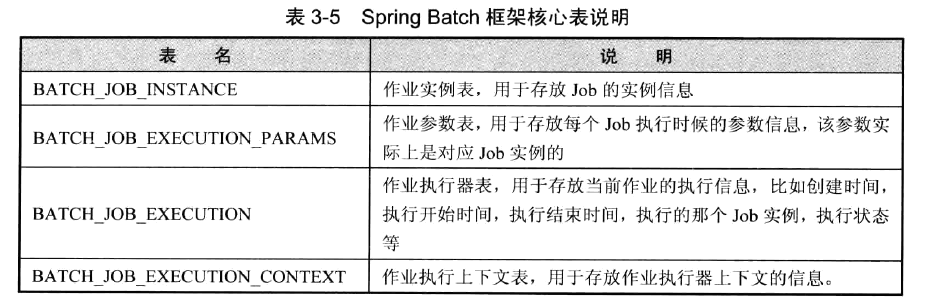 表 3-5 Spring Batch 框架核心表说明
表 名 说 明
BATCH_JOB_INSTANCE 作业实例表，用于存放 Job 的实例信息
BATCH_JOB_EXECUTION_PARAMS 作业参数表，用于存放每个 Job 执行时候的参数信息，该参数实
际上是对应 Job 实例的
BATCH_JOB_EXECUTION 作业执行器表，用于存放当前作业的执行信息，比如创建时间，
执行开始时间，执行结束时间，执行的那个 Job 实例，执行状态
等
BATCH_JOB_EXECUTION_CONTEXT 作业执行上下文表，用于存放作业执行器上下文的信息。